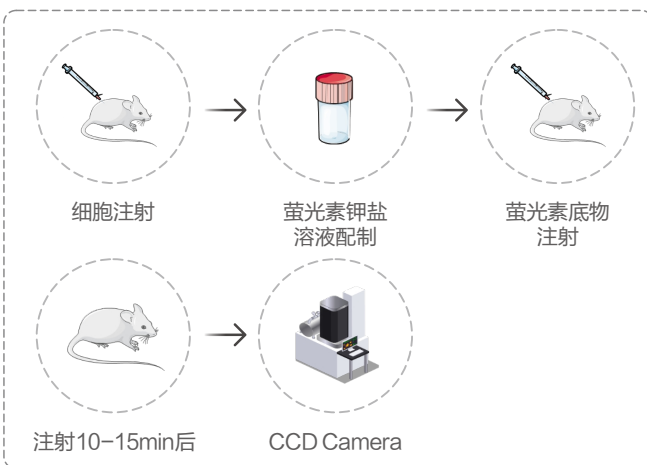 细胞注射
萤光素钾盐
溶液配制
萤光素底物
注射
注射10-15min后
CCD Camera